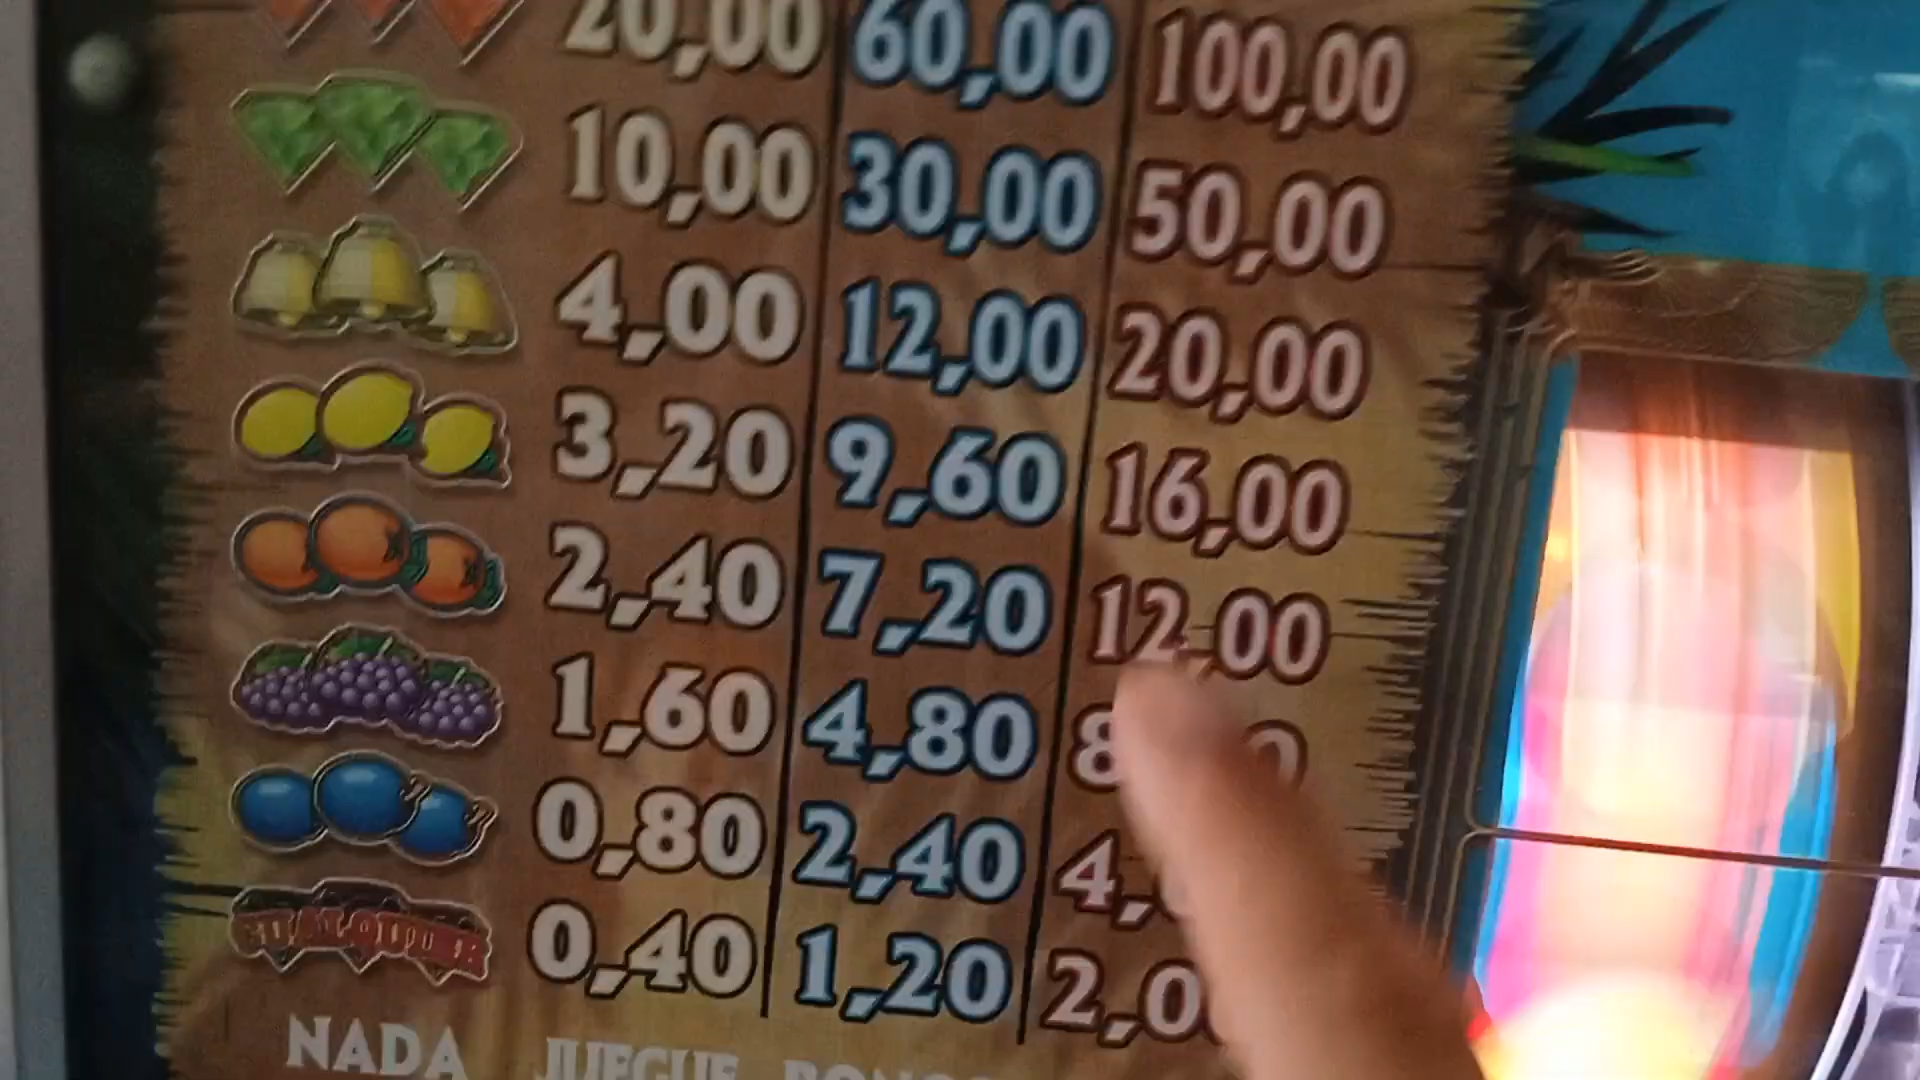 20,00 60,00 100,00
10,00 30,00 50,00
4,00 12,00 20,00
3,20 9,60 16,00
2,40 7,20 12,00
1,60 4,80
0,80 2,40
CUALQUIER 0,40 1,20
NADA JUEGUE